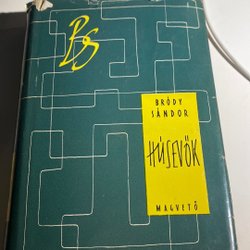 BS
BRÓDY
SÁNDOR
HÚSEVŐK
MAGVETŐ